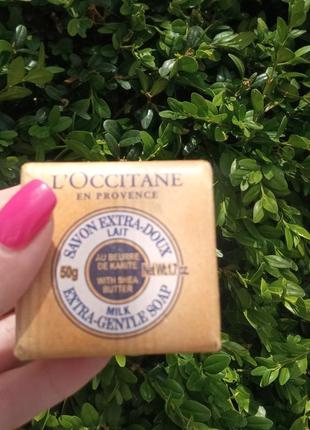 L'OCCITANE
EN PROVENCE
SAVON EXTRA-DOUX
LAIT
AU BEURRE
DE KARITÉ
50g Net Wt.1.7 oz.
WITH SHEA
BUTTER
MILK
EXTRA-GENTLE SOAP